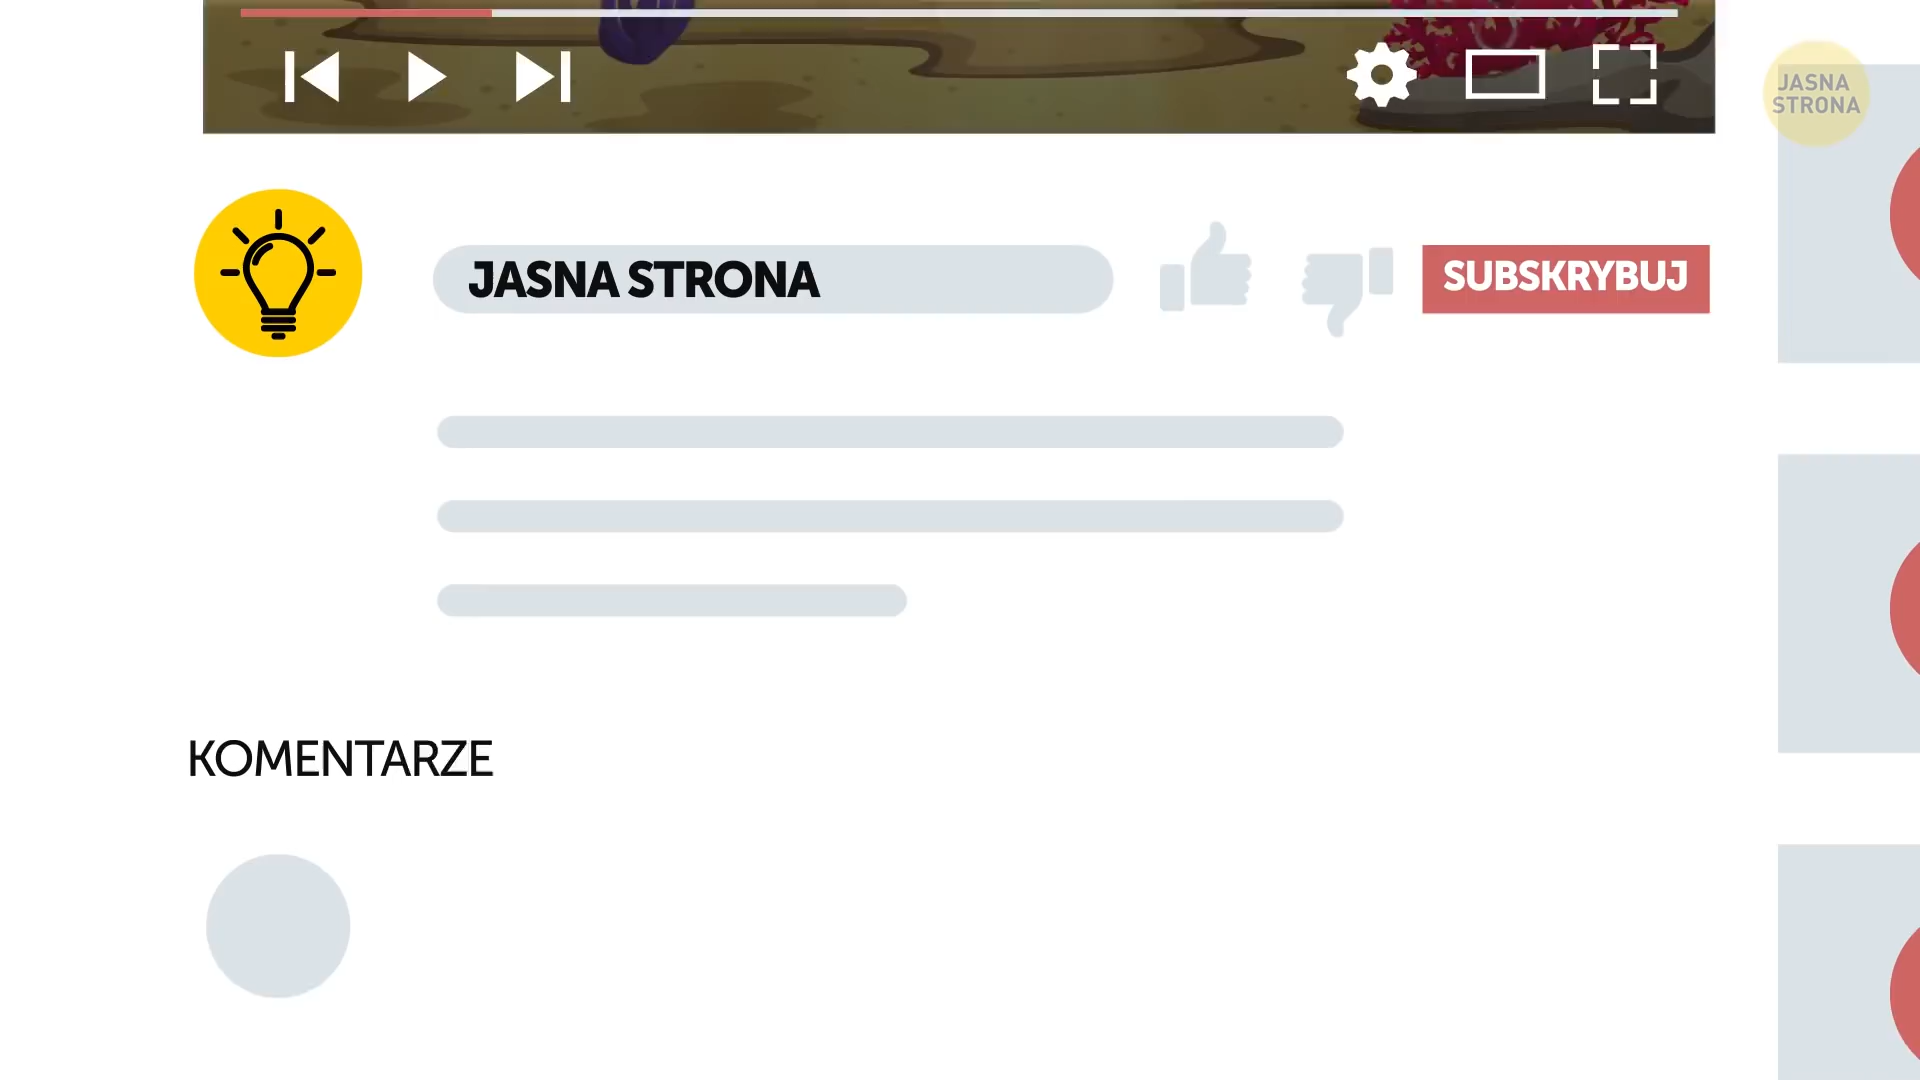 JASNA
STRONA
JASNA STRONA
SUBSKRYBUJ
KOMENTARZE